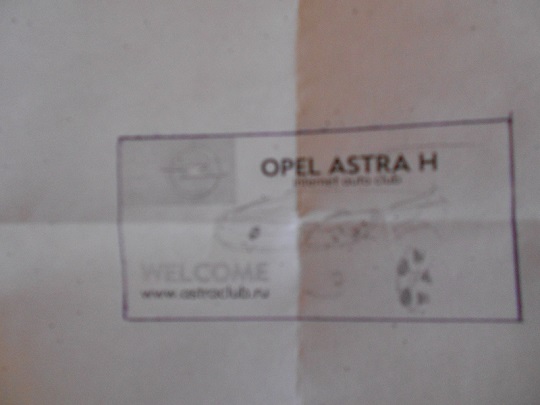 OPEL ASTRA H
internet auto club
WELCOME
www.astraclub.ru